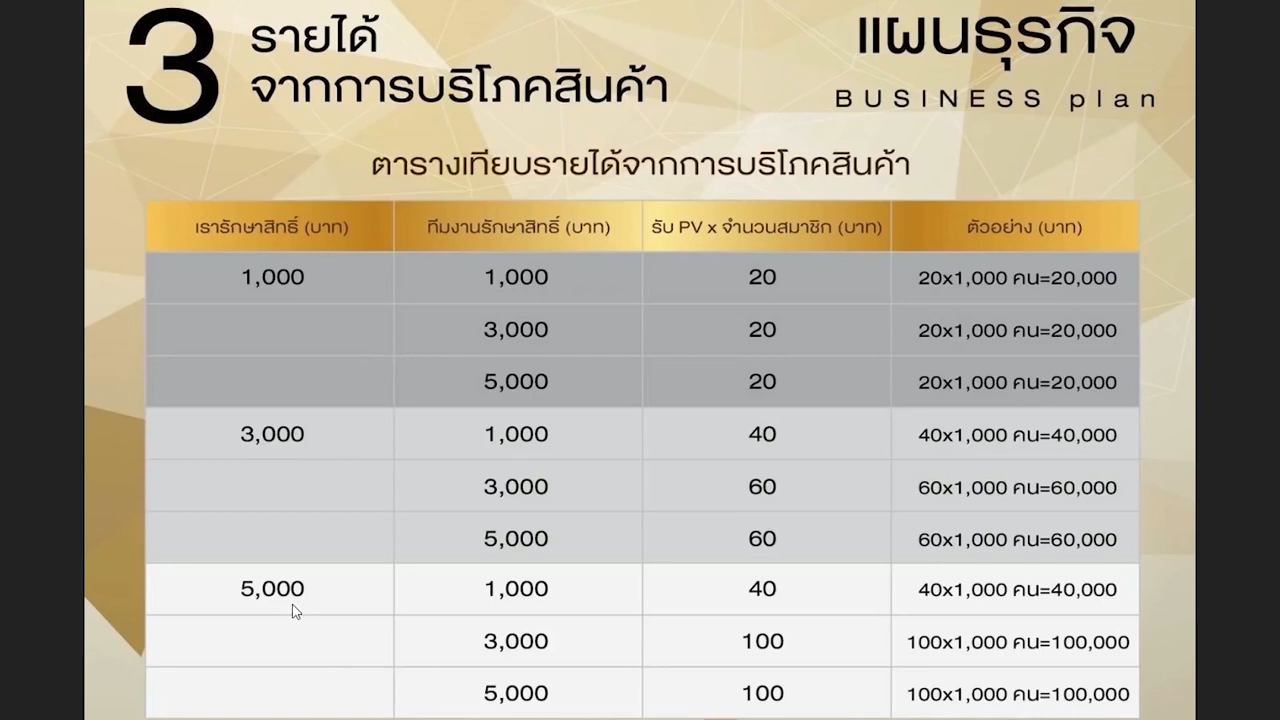 3
รายได้
จากการบริโภคสินค้า
แผนธุรกิจ
BUSINESS plan
ตารางเทียบรายได้จากการบริโภคสินค้า
เรารักษาสิทธิ์ (บาท) ทีมงานรักษาสิทธิ์ (บาท) รับ PV x จำนวนสมาชิก (บาท) ตัวอย่าง (บาท)
1,000 1,000 20 20x1,000 คน=20,000
3,000 20 20x1,000 คน=20,000
5,000 20 20x1,000 คน=20,000
3,000 1,000 40 40x1,000 คน=40,000
3,000 60 60x1,000 คน=60,000
5,000 60 60x1,000 คน=60,000
5,000 1,000 40 40x1,000 คน=40,000
3,000 100 100x1,000 คน=100,000
5,000 100 100x1,000 คน=100,000